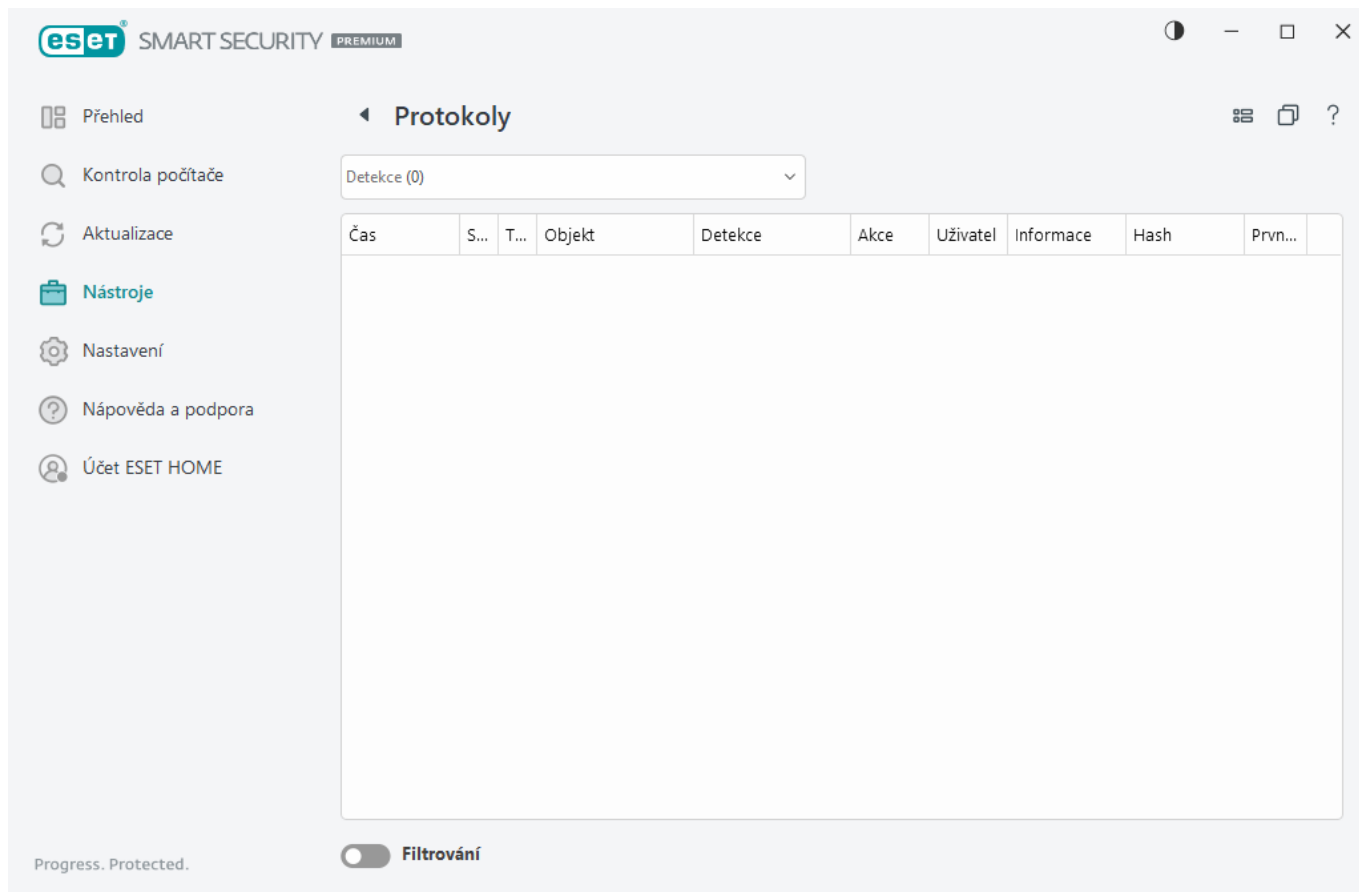 eset® SMART SECURITY PREMIUM
Přehled
Kontrola počítače
Aktualizace
Nástroje
Nastavení
Nápověda a podpora
Účet ESET HOME
Progress. Protected.
Protokoly
?
Detekce (0)
Čas S... T... Objekt Detekce Akce Uživatel Informace Hash Prvn...
Filtrování